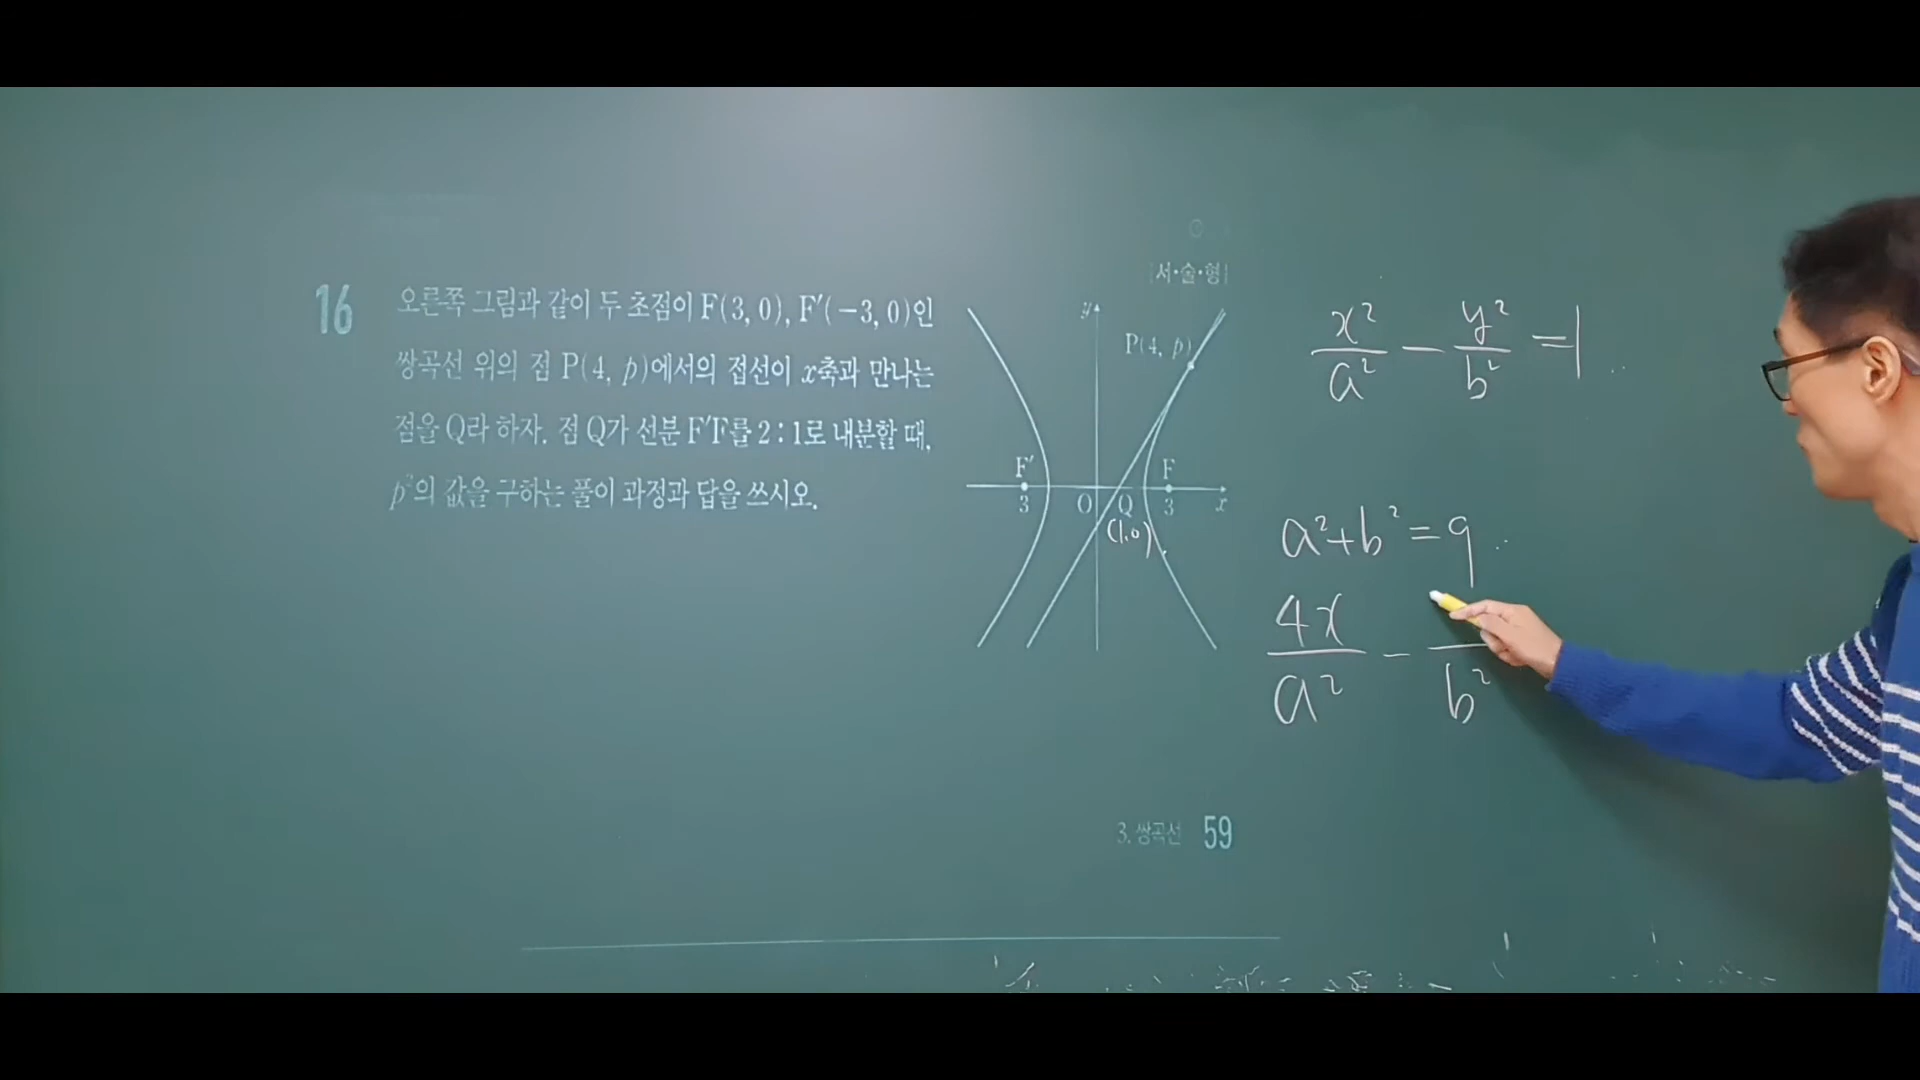 |서·술·형|
16 오른쪽 그림과 같이 두 초점이 F(3, 0), F′(−3, 0)인
쌍곡선 위의 점 P(4, p)에서의 접선이 x축과 만나는
점을 Q라 하자. 점 Q가 선분 F′F를 2 : 1로 내분할 때,
p²의 값을 구하는 풀이 과정과 답을 쓰시오.
y
P(4, p)
F′ F
3 O Q 3 x
(1,0)
x²/a² − y²/b² = 1
a² + b² = 9
4x/a² − /b²
3. 쌍곡선 59